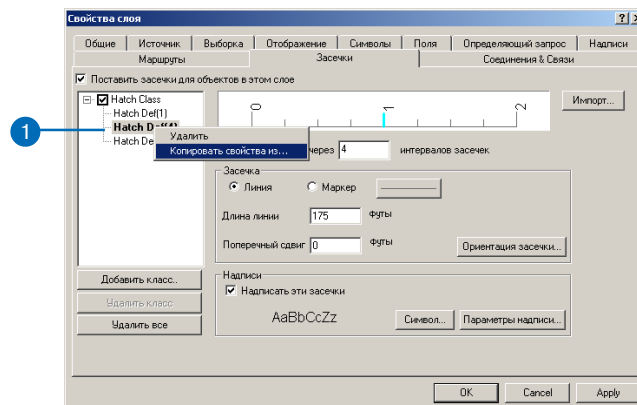 Свойства слоя
Общие Источник Выборка Отображение Символы Поля Определяющий запрос Надписи
Маршруты Засечки Соединения & Связи
Поставить засечки для объектов в этом слое
Hatch Class
Hatch Def(1)
Hatch Def(4)
Hatch De
0 1 2
Импорт...
1
Удалить
Копировать свойства из...
через 4 интервалов засечек
Засечка
Линия Маркер
Длина линии 175 футы
Поперечный сдвиг 0 футы Ориентация засечки...
Добавить класс..
Удалить класс
Удалить все
Надписи
Надписать эти засечки
AaBbCcZz Символ... Параметры надписи...
OK Cancel Apply